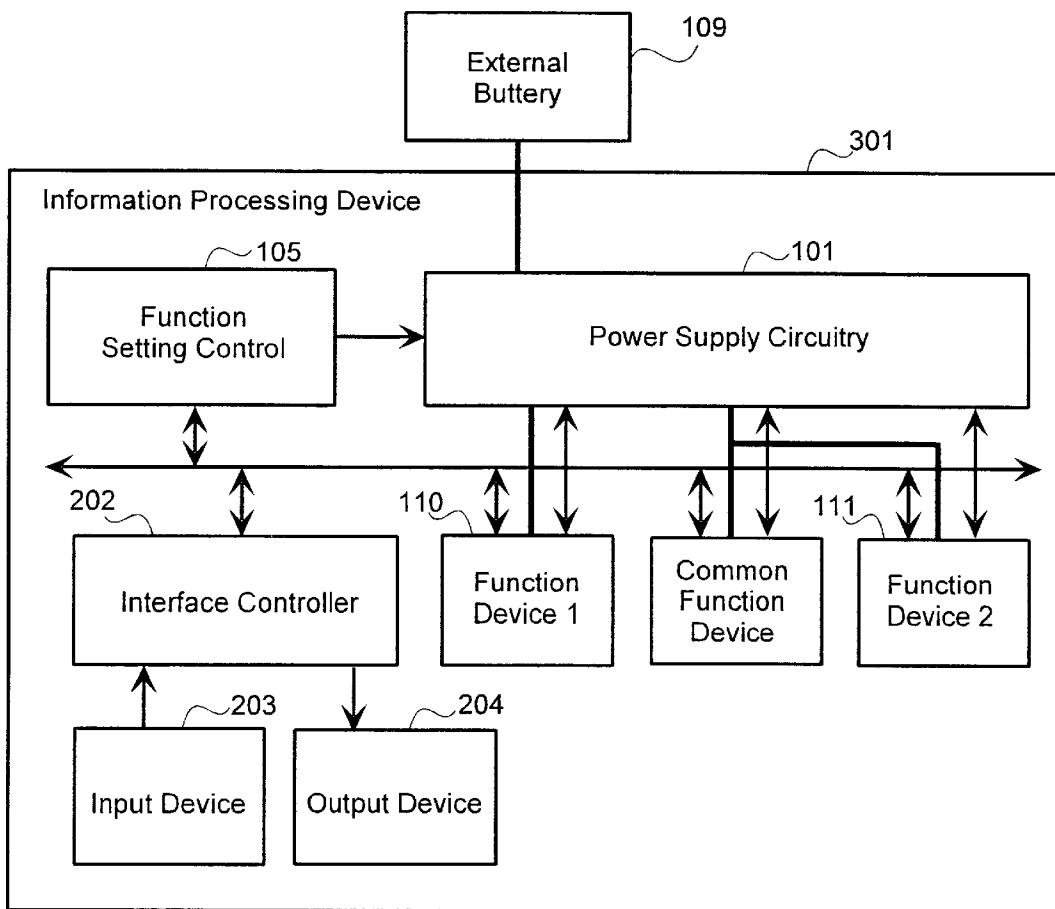 109
External
Buttery
301
Information Processing Device
105
101
Function
Setting Control
Power Supply Circuitry
202
110
111
Interface Controller
Function
Device 1
Common
Function
Device
Function
Device 2
203
204
Input Device
Output Device